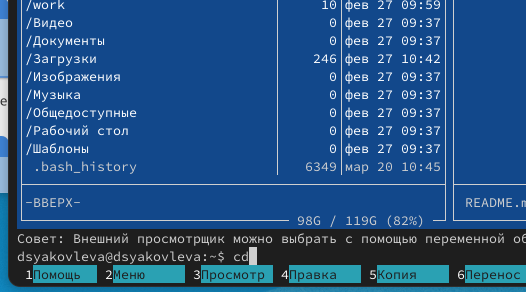 /work 10 фев 27 09:59
/Видео 0 фев 27 09:37
/Документы 0 фев 27 09:37
/Загрузки 246 фев 27 10:42
/Изображения 0 фев 27 09:37
/Музыка 0 фев 27 09:37
/Общедоступные 0 фев 27 09:37
/Рабочий стол 0 фев 27 09:37
/Шаблоны 0 фев 27 09:37
.bash_history 6349 мар 20 10:45
-ВВЕРХ- README.m
98G / 119G (82%)
Совет: Внешний просмотрщик можно выбрать с помощью переменной об
dsyakovleva@dsyakovleva:~$ cd
1Помощь 2Меню 3Просмотр 4Правка 5Копия 6Перенос